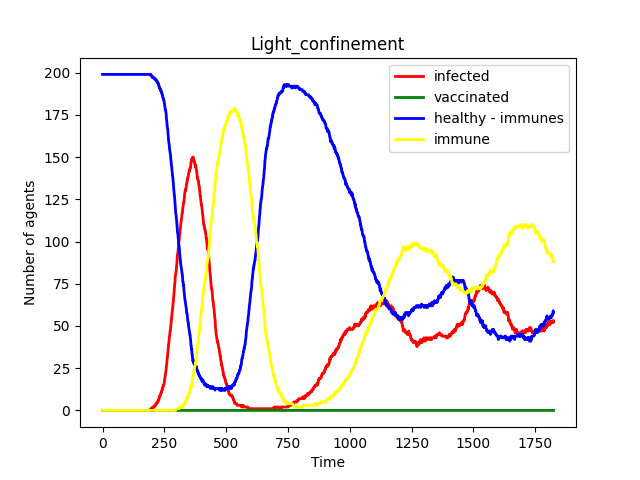 Light_confinement
infected
vaccinated
healthy - immunes
immune
Number of agents
200
175
150
125
100
75
50
25
0
0 250 500 750 1000 1250 1500 1750
Time